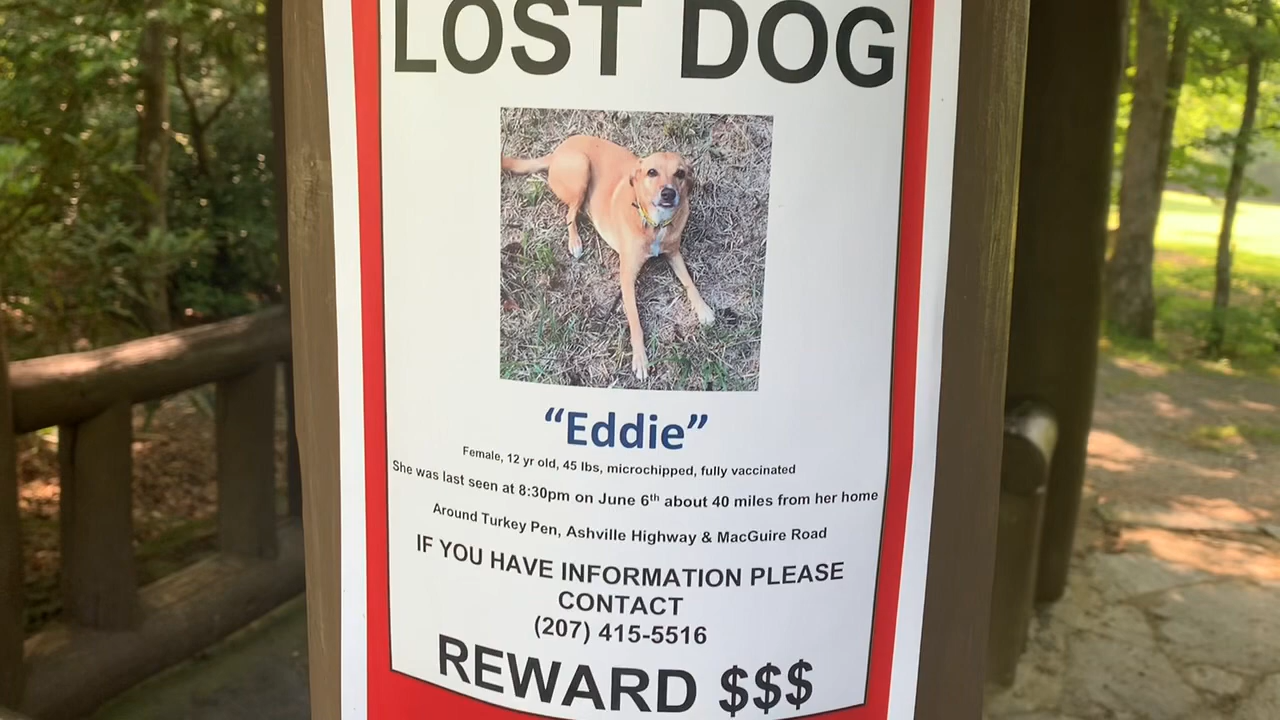 LOST DOG
“Eddie”
Female, 12 yr old, 45 lbs, microchipped, fully vaccinated
She was last seen at 8:30pm on June 6th about 40 miles from her home
Around Turkey Pen, Ashville Highway & MacGuire Road
IF YOU HAVE INFORMATION PLEASE
CONTACT
(207) 415-5516
REWARD $$$